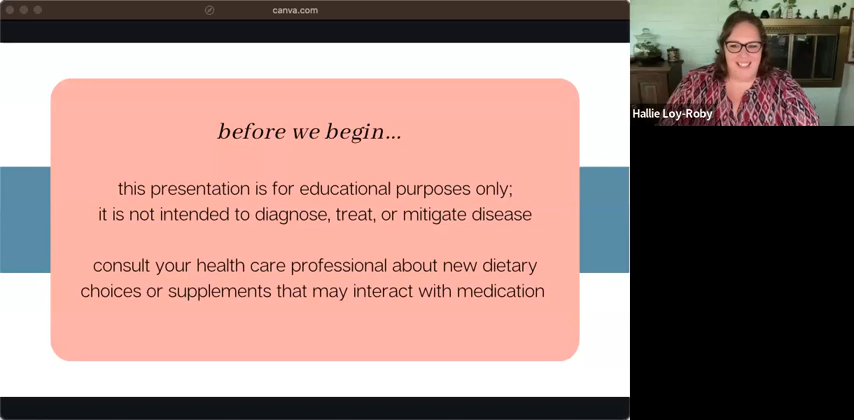 canva.com
before we begin...
this presentation is for educational purposes only;
it is not intended to diagnose, treat, or mitigate disease
consult your health care professional about new dietary
choices or supplements that may interact with medication
Hallie Loy-Roby